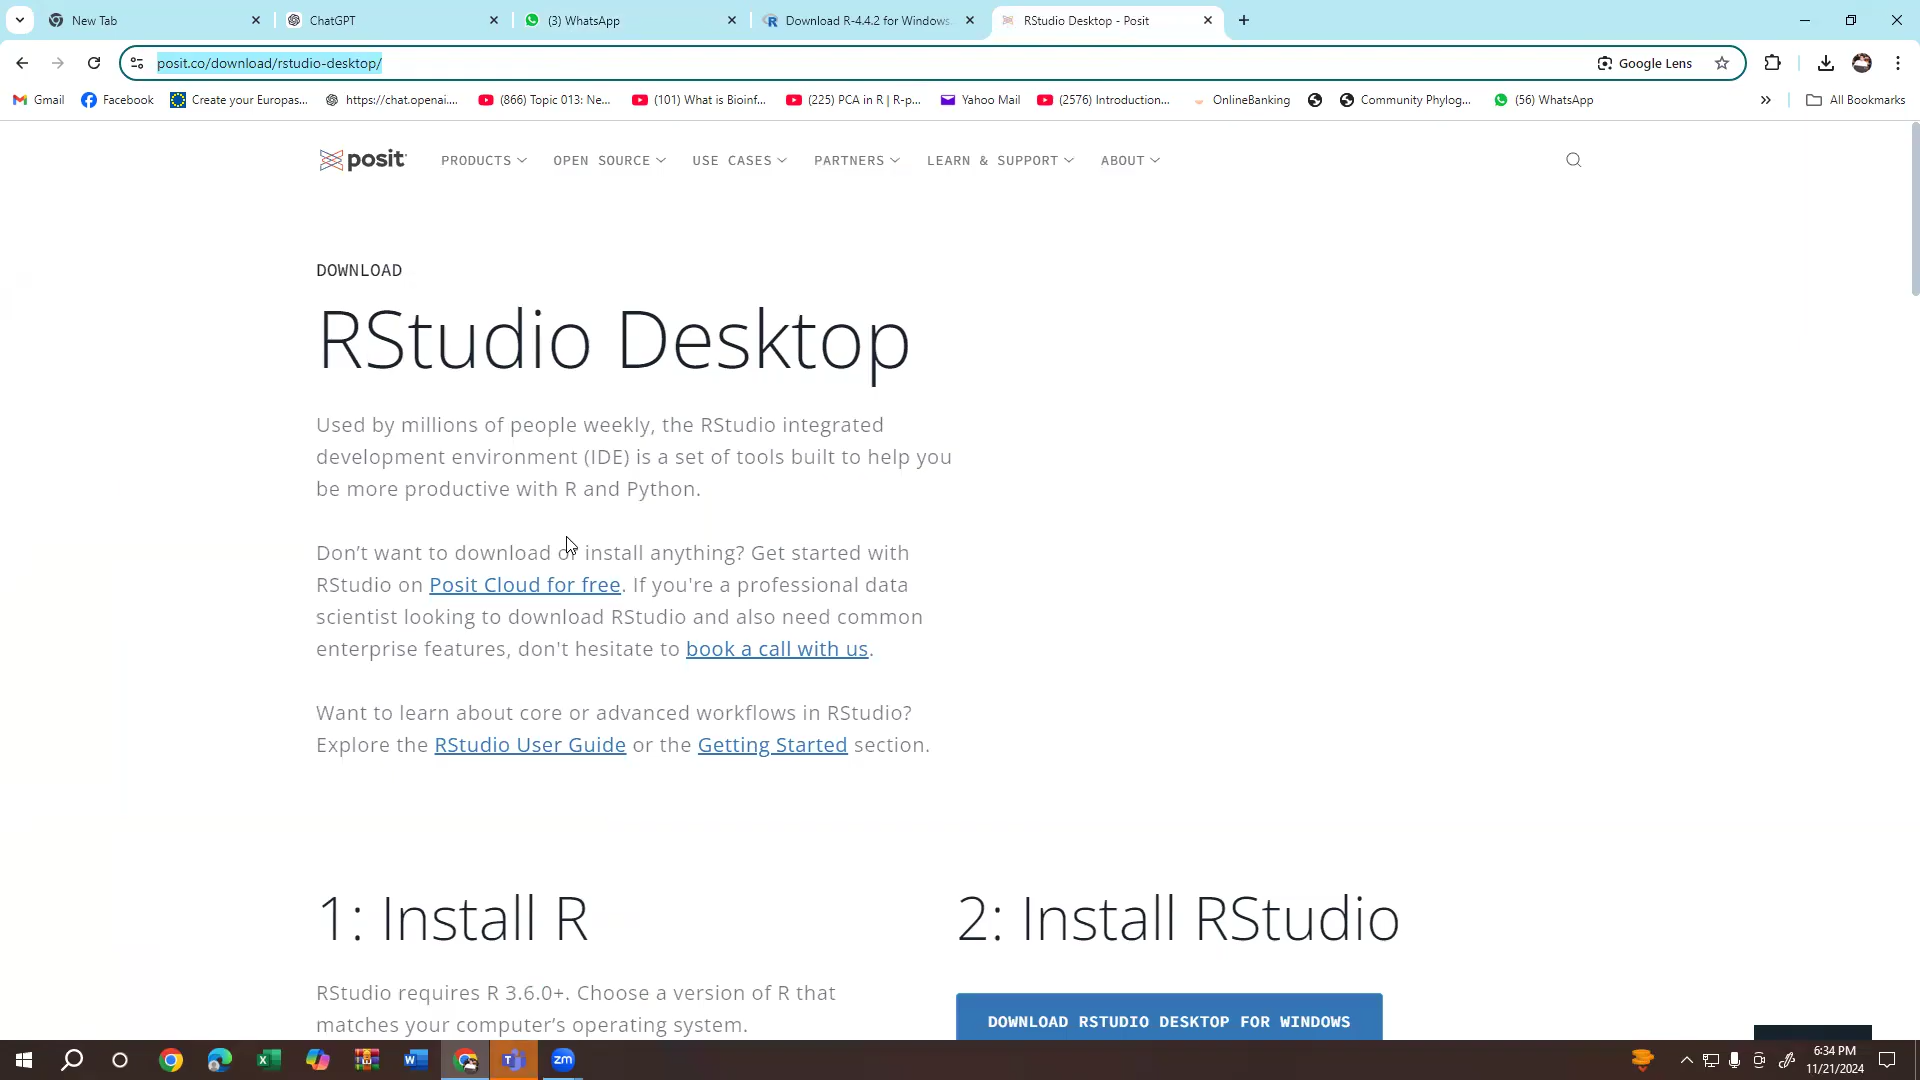 New Tab
ChatGPT
(3) WhatsApp
Download R-4.4.2 for Windows.
RStudio Desktop - Posit
posit.co/download/rstudio-desktop/
Google Lens
Gmail
Facebook
Create your Europas...
https://chat.openai....
(866) Topic 013: Ne...
(101) What is Bioinf...
(225) PCA in R | R-p...
Yahoo Mail
(2576) Introduction...
OnlineBanking
Community Phylog...
(56) WhatsApp
All Bookmarks
posit
PRODUCTS
OPEN SOURCE
USE CASES
PARTNERS
LEARN & SUPPORT
ABOUT
DOWNLOAD
RStudio Desktop
Used by millions of people weekly, the RStudio integrated
development environment (IDE) is a set of tools built to help you
be more productive with R and Python.
Don’t want to download or install anything? Get started with
RStudio on Posit Cloud for free. If you're a professional data
scientist looking to download RStudio and also need common
enterprise features, don't hesitate to book a call with us.
Want to learn about core or advanced workflows in RStudio?
Explore the RStudio User Guide or the Getting Started section.
1: Install R
RStudio requires R 3.6.0+. Choose a version of R that
matches your computer’s operating system.
2: Install RStudio
DOWNLOAD RSTUDIO DESKTOP FOR WINDOWS
zm
6:34 PM
11/21/2024